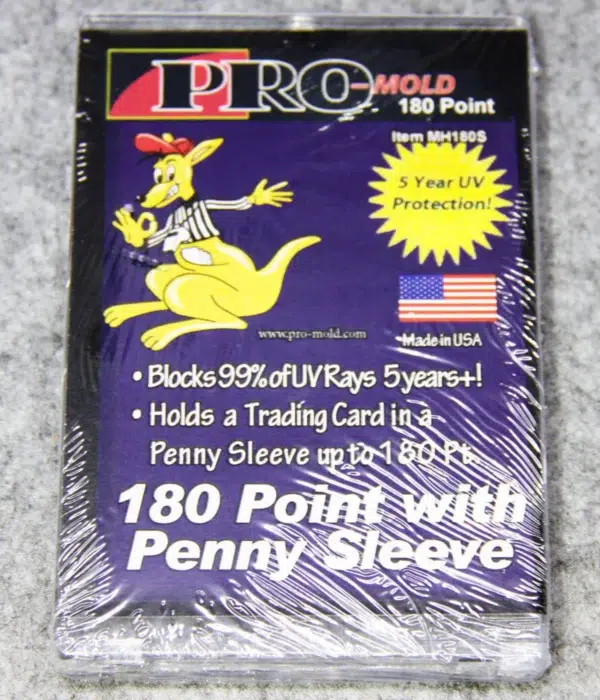 PRO-MOLD
180 Point
Item MH180S
5 Year UV
Protection!
www.pro-mold.com
Made in USA
• Blocks 99% of UV Rays 5 years+!
• Holds a Trading Card in a
Penny Sleeve up to 180 Pt.
180 Point with
Penny Sleeve